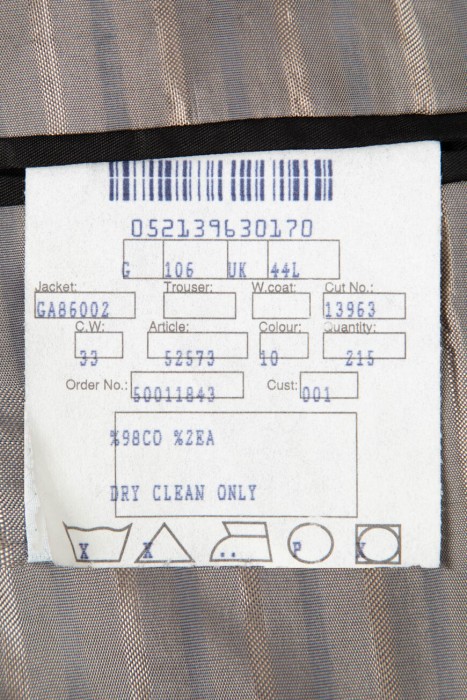 052139630170
G 106 UK 44L
Jacket: Trouser: W.coat: Cut No.:
GA86002 13963
C.W: Article: Colour: Quantity:
33 52573 10 215
Order No.: 50011843 Cust: 001
%98CO %2EA
DRY CLEAN ONLY
X X .. P X